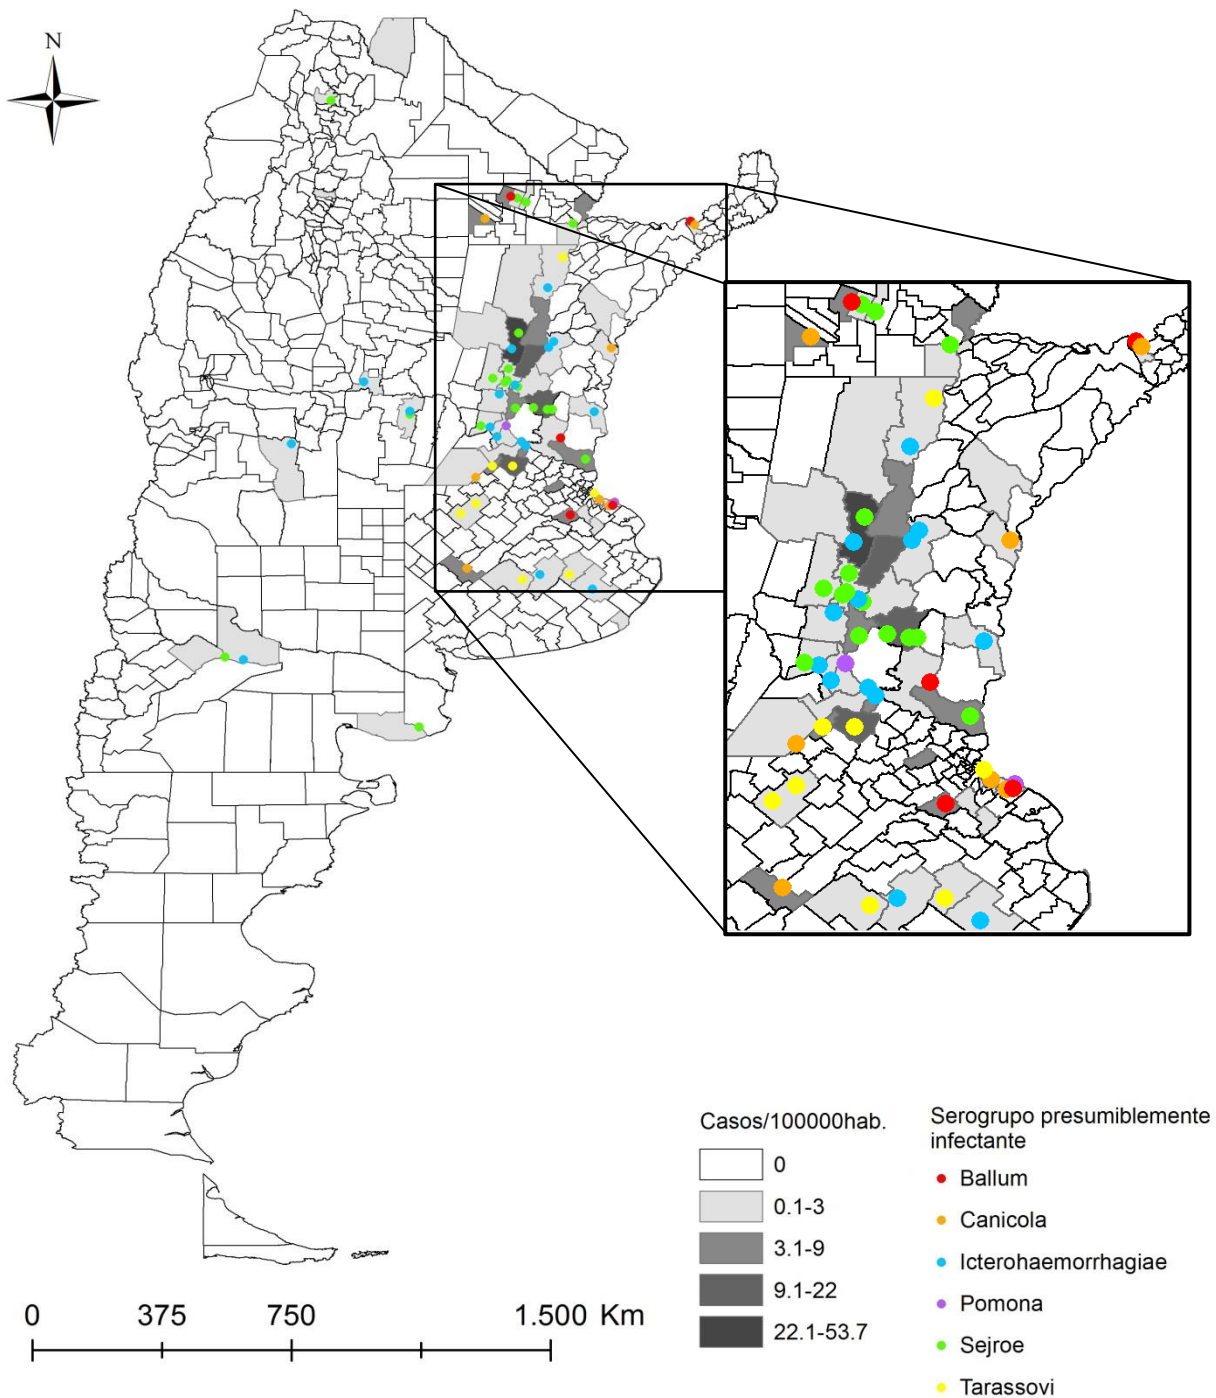 N
Casos/100000hab.
0
0.1-3
3.1-9
9.1-22
22.1-53.7
Serogrupo presumiblemente
infectante
Ballum
Canicola
Icterohaemorrhagiae
Pomona
Sejroe
Tarassovi
0 375 750 1.500 Km